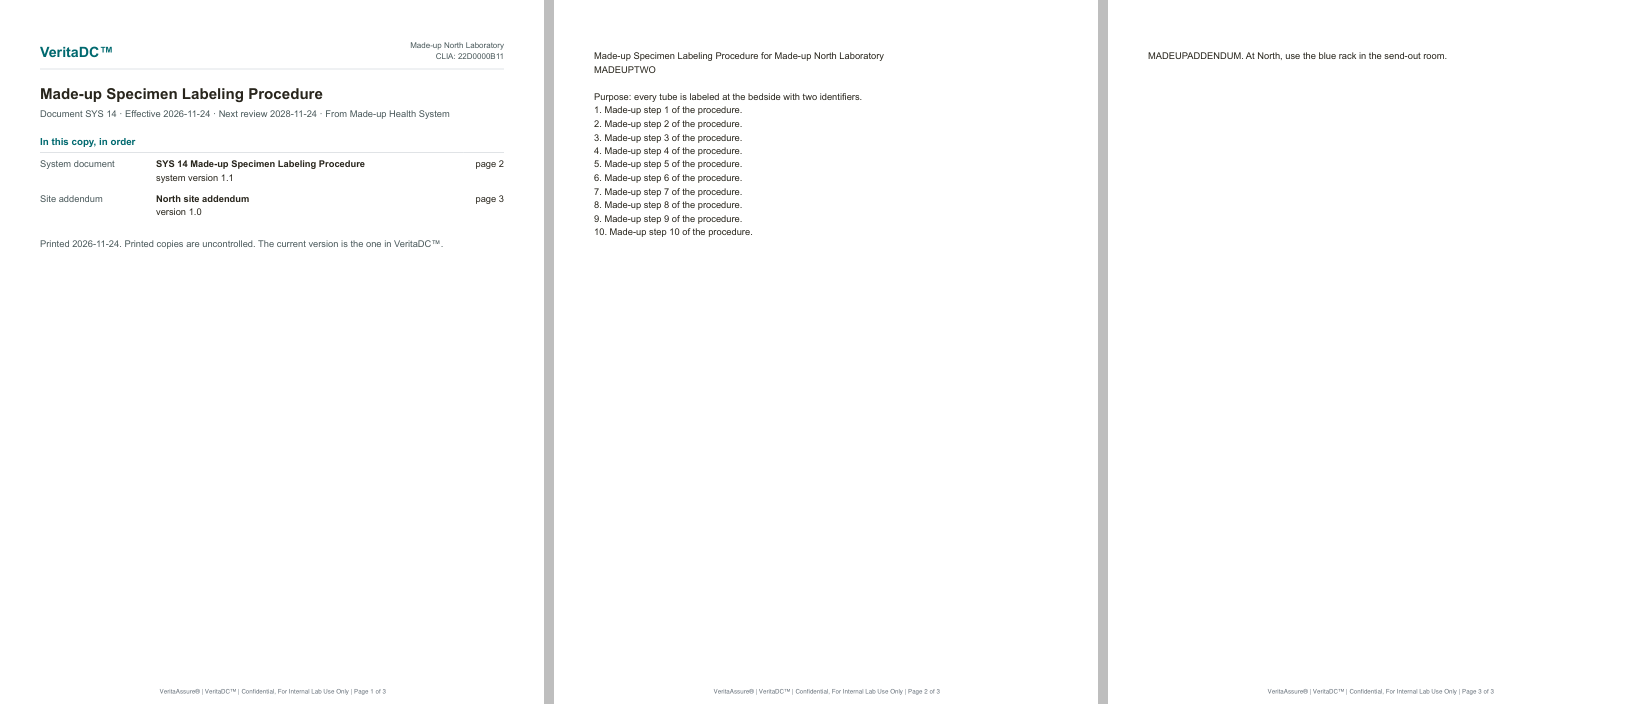 VeritaDC™
Made-up North Laboratory
CLIA: 22D0000B11
Made-up Specimen Labeling Procedure
Document SYS 14 · Effective 2026-11-24 · Next review 2028-11-24 · From Made-up Health System
In this copy, in order
System document SYS 14 Made-up Specimen Labeling Procedure page 2
system version 1.1
Site addendum North site addendum page 3
version 1.0
Printed 2026-11-24. Printed copies are uncontrolled. The current version is the one in VeritaDC™.
VeritaAssure® | VeritaDC™ | Confidential, For Internal Lab Use Only | Page 1 of 3
Made-up Specimen Labeling Procedure for Made-up North Laboratory
MADEUPTWO
Purpose: every tube is labeled at the bedside with two identifiers.
1. Made-up step 1 of the procedure.
2. Made-up step 2 of the procedure.
3. Made-up step 3 of the procedure.
4. Made-up step 4 of the procedure.
5. Made-up step 5 of the procedure.
6. Made-up step 6 of the procedure.
7. Made-up step 7 of the procedure.
8. Made-up step 8 of the procedure.
9. Made-up step 9 of the procedure.
10. Made-up step 10 of the procedure.
VeritaAssure® | VeritaDC™ | Confidential, For Internal Lab Use Only | Page 2 of 3
MADEUPADDENDUM. At North, use the blue rack in the send-out room.
VeritaAssure® | VeritaDC™ | Confidential, For Internal Lab Use Only | Page 3 of 3